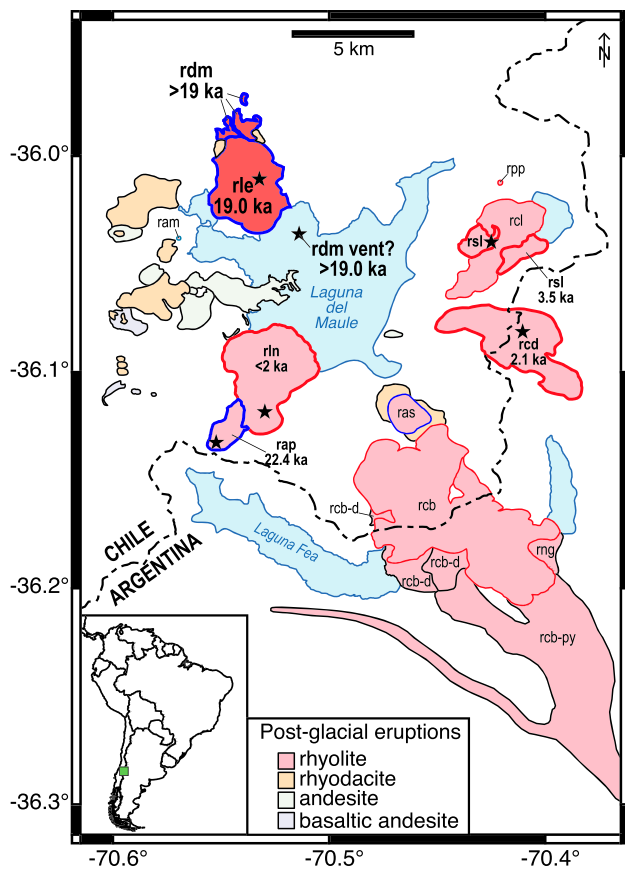 5 km
N
rdm
>19 ka
-36.0°
rle
19.0 ka
rpp
rcl
ram
rsl
rdm vent?
>19.0 ka
rsl
3.5 ka
Laguna
del
Maule
rcd
2.1 ka
rln
<2 ka
-36.1°
ras
rap
22.4 ka
rcb-d
rcb
CHILE
ARGENTINA
Laguna Fea
rng
rcb-d
rcb-d
-36.2°
rcb-py
Post-glacial eruptions
rhyolite
rhyodacite
andesite
basaltic andesite
-36.3°
-70.6°
-70.5°
-70.4°